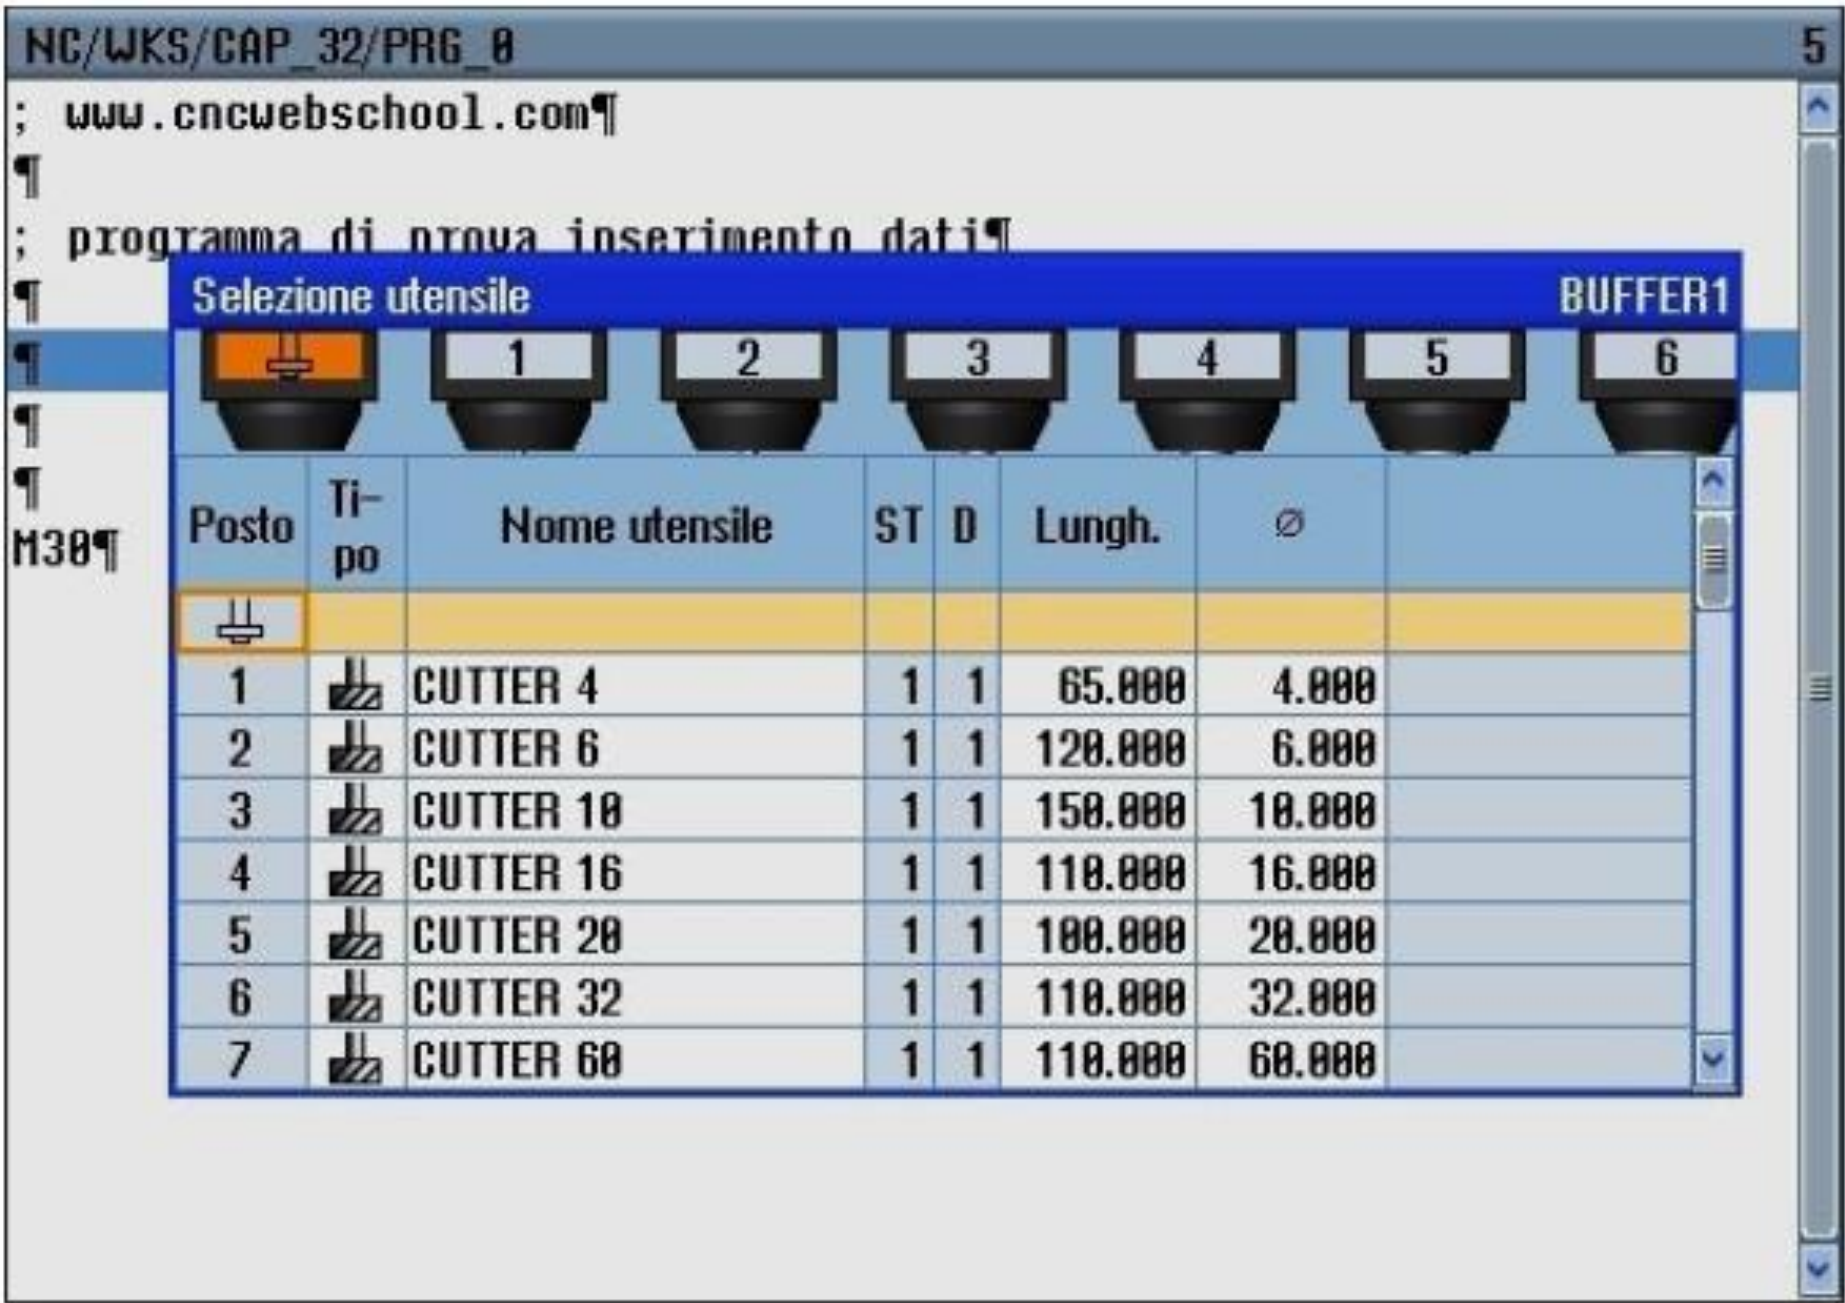 NC/WKS/CAP_32/PRG_0 5
; www.cncwebschool.com¶
¶
; programma di prova inserimento dati¶
¶
¶
¶
¶
M30¶
Selezione utensile BUFFER1
1 2 3 4 5 6
Posto Ti-po Nome utensile ST D Lungh. Ø
1 CUTTER 4 1 1 65.000 4.000
2 CUTTER 6 1 1 120.000 6.000
3 CUTTER 10 1 1 150.000 10.000
4 CUTTER 16 1 1 110.000 16.000
5 CUTTER 20 1 1 100.000 20.000
6 CUTTER 32 1 1 110.000 32.000
7 CUTTER 60 1 1 110.000 60.000